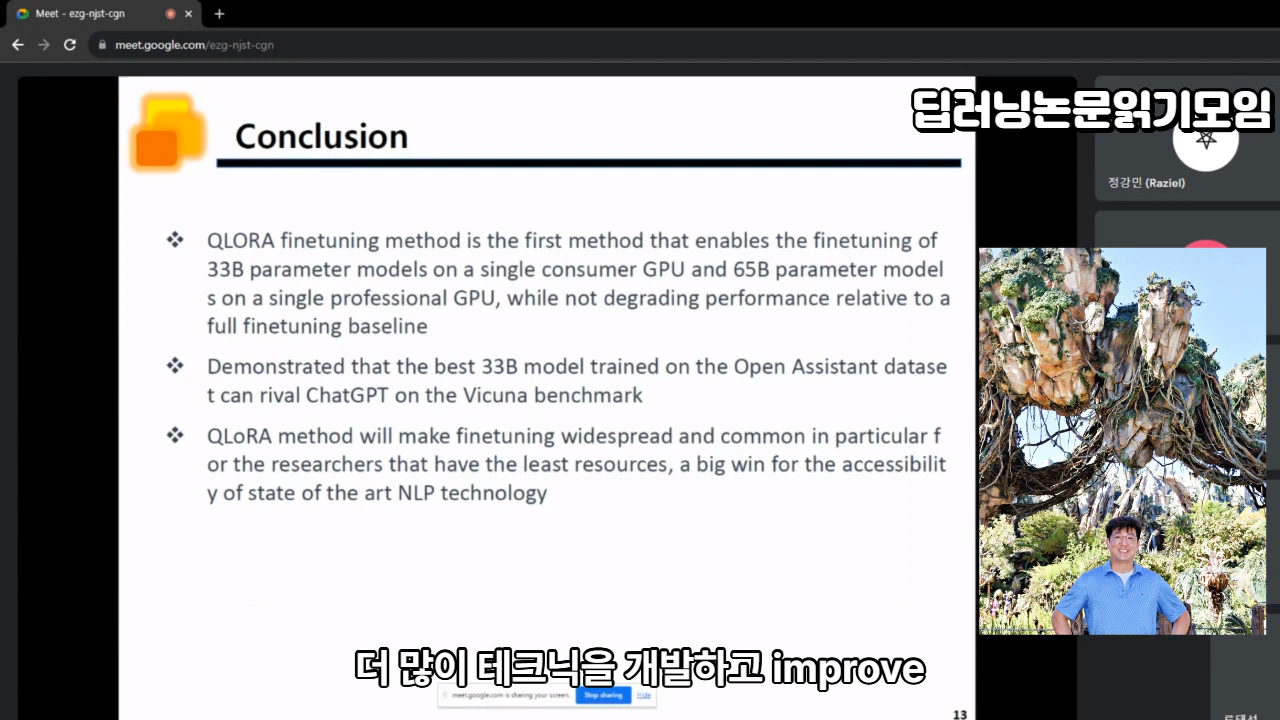 Meet - ezg-njst-cgn
meet.google.com/ezg-njst-cgn
딥러닝논문읽기모임
Conclusion
정강민 (Raziel)
QLORA finetuning method is the first method that enables the finetuning of
33B parameter models on a single consumer GPU and 65B parameter model
s on a single professional GPU, while not degrading performance relative to a
full finetuning baseline
Demonstrated that the best 33B model trained on the Open Assistant datase
t can rival ChatGPT on the Vicuna benchmark
QLoRA method will make finetuning widespread and common in particular f
or the researchers that have the least resources, a big win for the accessibilit
y of state of the art NLP technology
더 많이 테크닉을 개발하고 improve
meet.google.com is sharing your screen. Stop sharing Hide
13